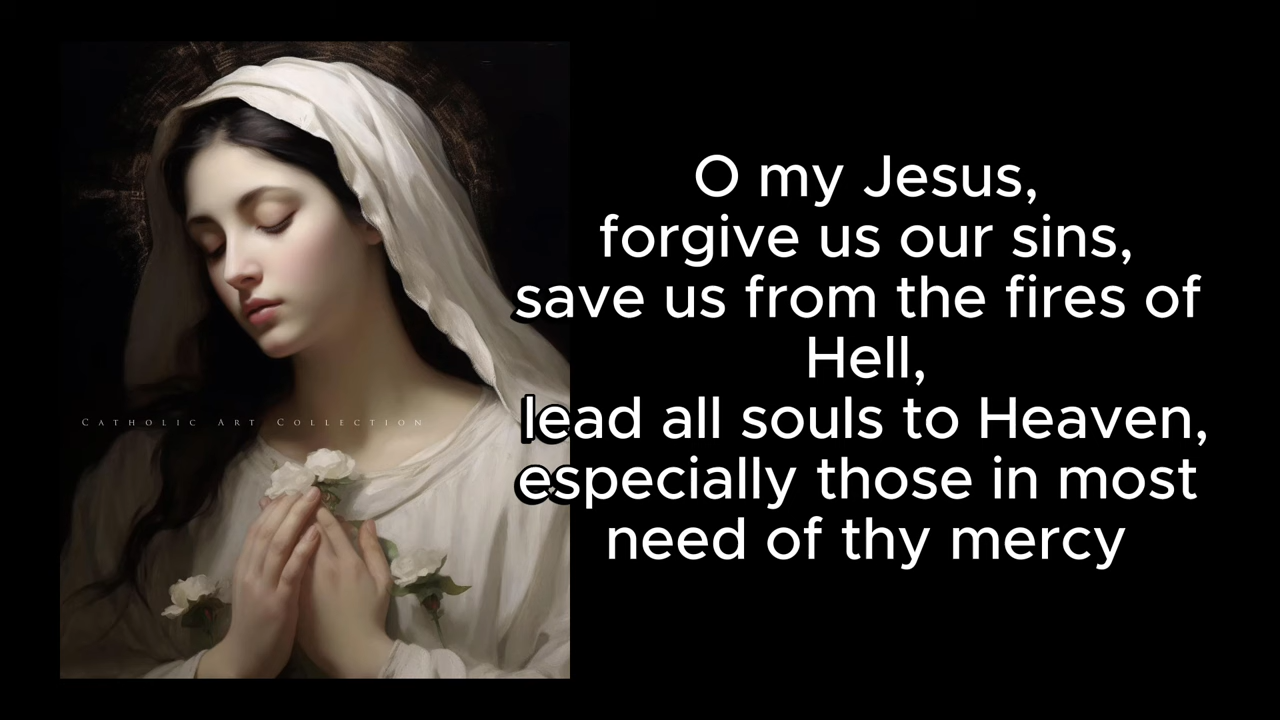 O my Jesus,
forgive us our sins,
save us from the fires of
Hell,
lead all souls to Heaven,
especially those in most
need of thy mercy
Catholic Art Collection